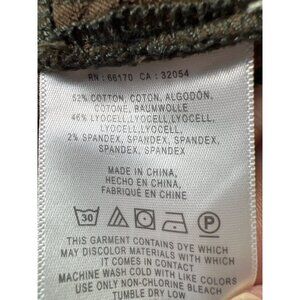 RN : 66170 CA : 32054
52% COTTON, COTON, ALGODÓN,
COTONE, BAUMWOLLE
46% LYOCELL,LYOCELL,
LYOCELL,LYOCELL,LYOCELL
2% SPANDEX, SPANDEX,
SPANDEX, SPANDEX, SPANDEX
MADE IN CHINA,
HECHO EN CHINA,
FABRIQUÉ EN CHINE
30 P
THIS GARMENT CONTAINS DYE WHICH
MAY DISCOLOR MATERIALS WITH WHICH
IT COMES IN CONTACT
MACHINE WASH COLD WITH LIKE COLORS
USE ONLY NON-CHLORINE BLEACH
TUMBLE DRY LOW